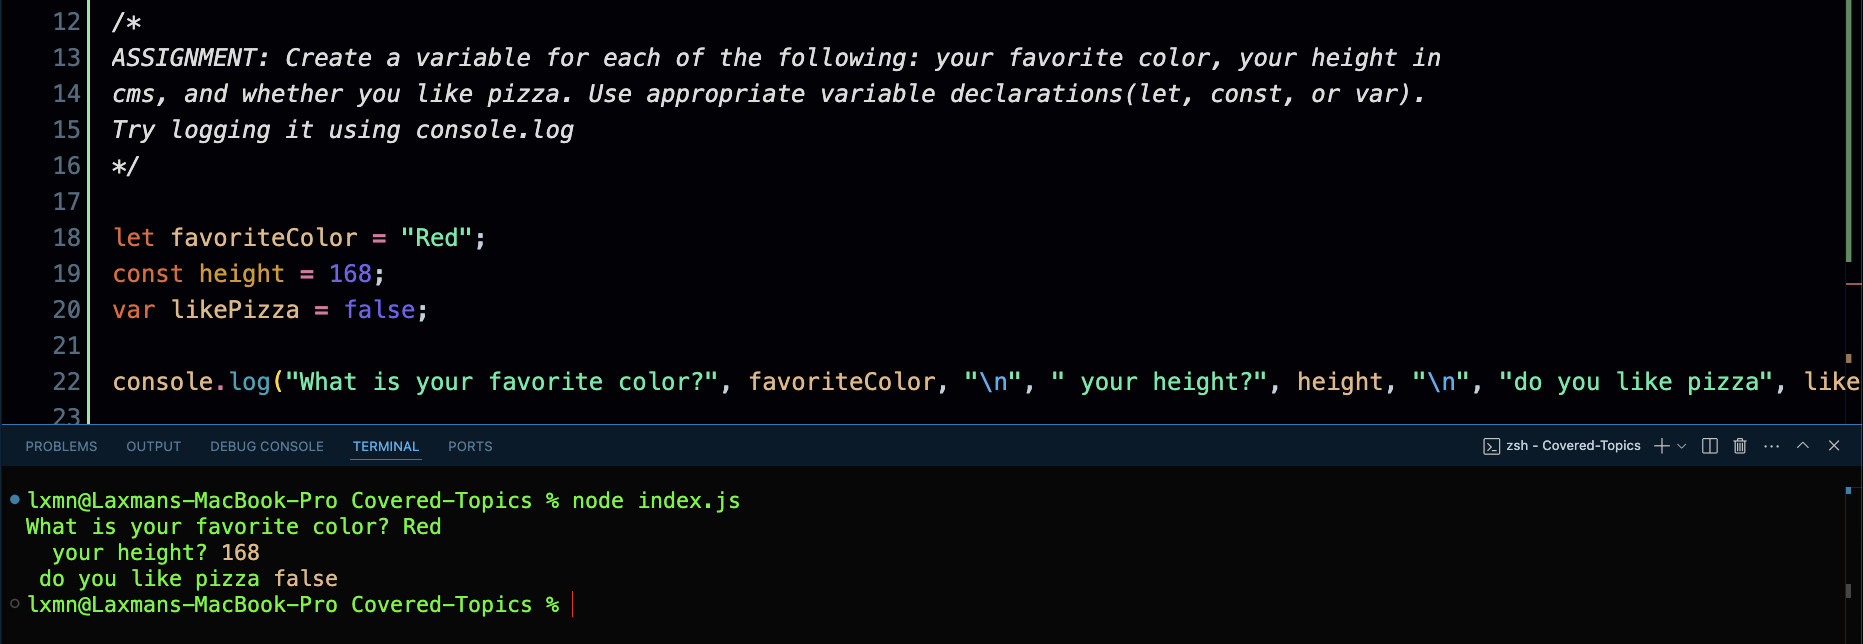 12 /*
13 ASSIGNMENT: Create a variable for each of the following: your favorite color, your height in
14 cms, and whether you like pizza. Use appropriate variable declarations(let, const, or var).
15 Try logging it using console.log
16 */
17
18 let favoriteColor = "Red";
19 const height = 168;
20 var likePizza = false;
21
22 console.log("What is your favorite color?", favoriteColor, "\n", " your height?", height, "\n", "do you like pizza", like
23
PROBLEMS OUTPUT DEBUG CONSOLE TERMINAL PORTS zsh - Covered-Topics
lxmn@Laxmans-MacBook-Pro Covered-Topics % node index.js
What is your favorite color? Red
  your height? 168
 do you like pizza false
lxmn@Laxmans-MacBook-Pro Covered-Topics %